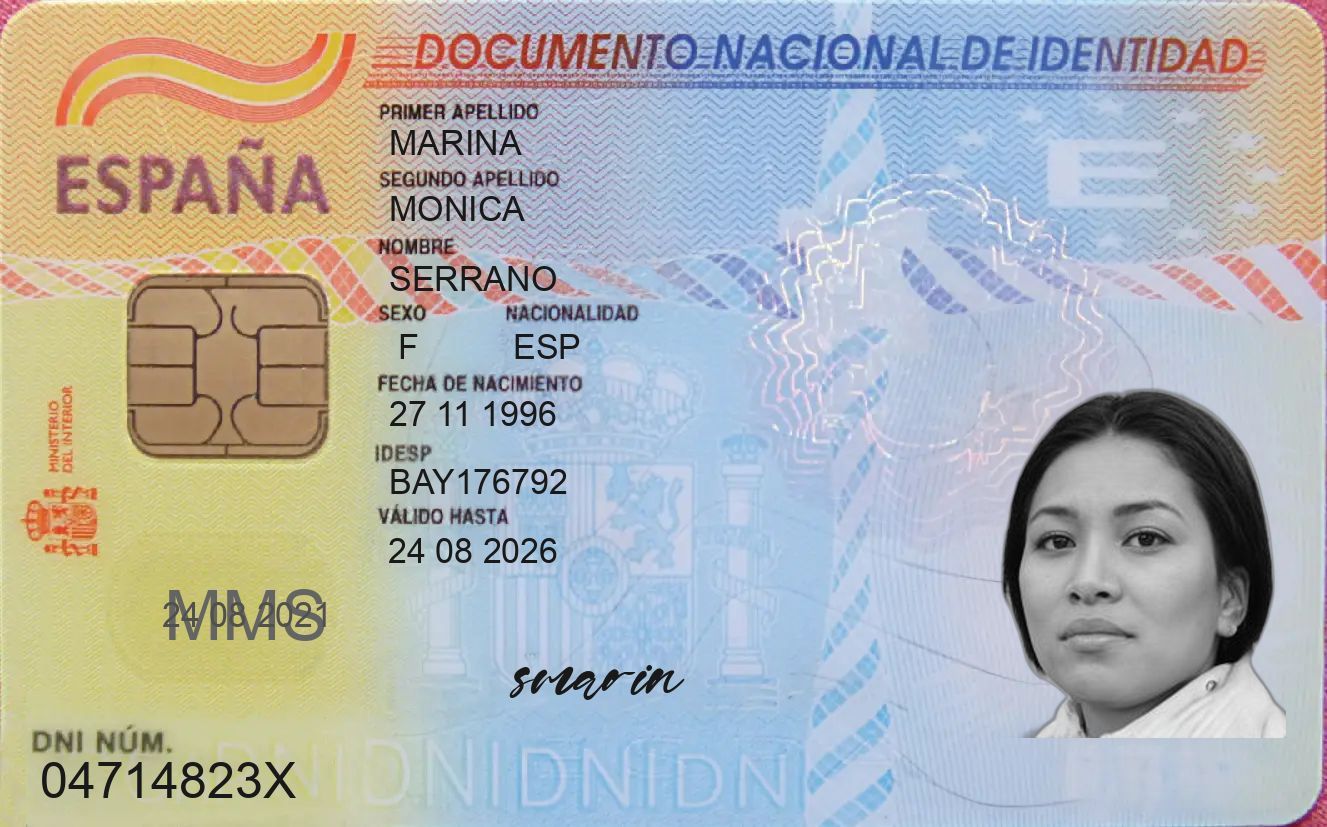 DOCUMENTO NACIONAL DE IDENTIDAD
ESPAÑA
PRIMER APELLIDO
MARINA
SEGUNDO APELLIDO
MONICA
NOMBRE
SERRANO
SEXO NACIONALIDAD
F ESP
FECHA DE NACIMIENTO
27 11 1996
IDESP
BAY176792
VÁLIDO HASTA
24 08 2026
MINISTERIO
DEL INTERIOR
E
MMS
24 08 2021
smarin
DNI NÚM.
04714823X
DNIDNIDNIDNI